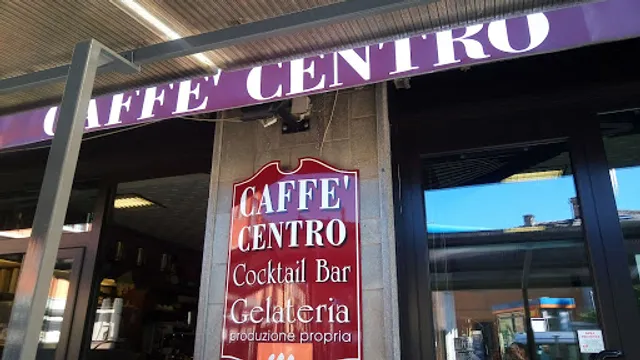 CAFFE' CENTRO
CAFFE'
CENTRO
Cocktail Bar
Gelateria
produzione propria